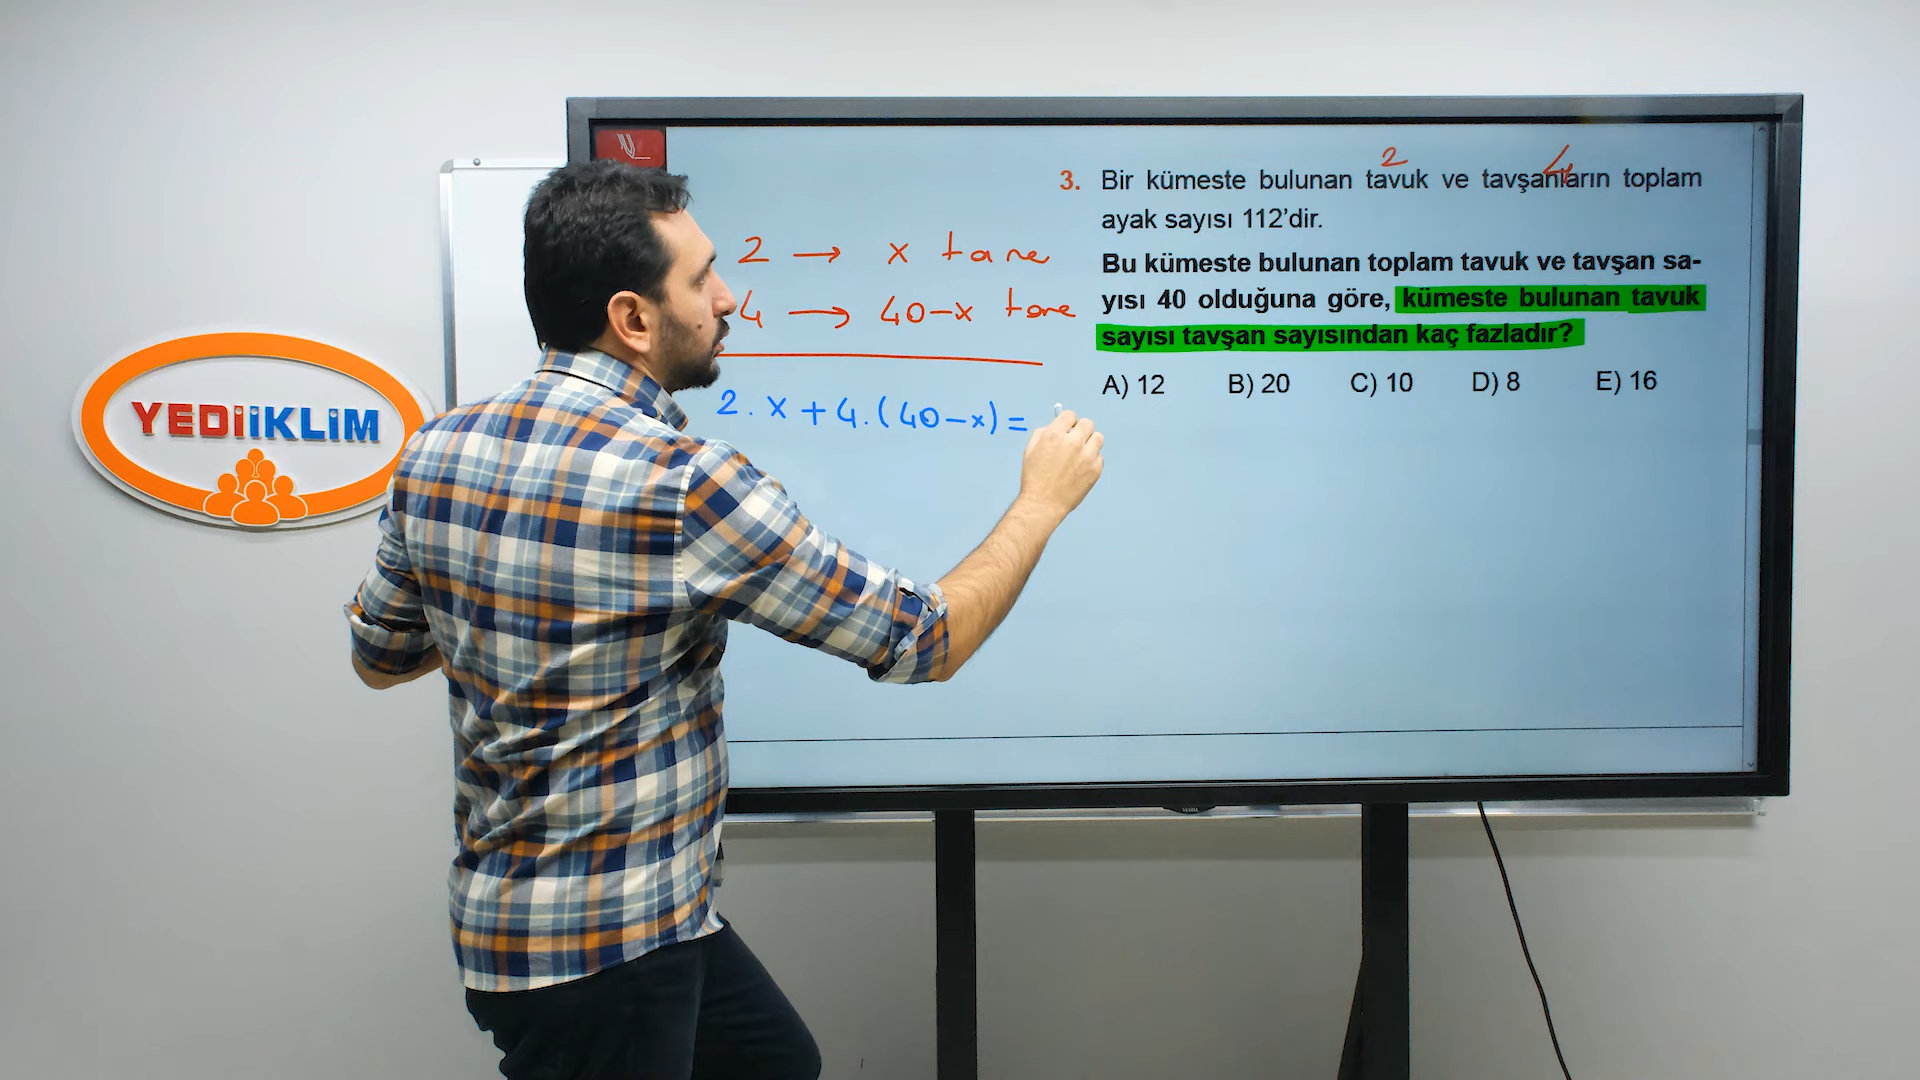 YEDİİKLİM
2 → x tane
4 → 40-x tane
2.x+4.(40-x)=
2 4
3. Bir kümeste bulunan tavuk ve tavşanların toplam
ayak sayısı 112'dir.
Bu kümeste bulunan toplam tavuk ve tavşan sa-
yısı 40 olduğuna göre, kümeste bulunan tavuk
sayısı tavşan sayısından kaç fazladır?
A) 12 B) 20 C) 10 D) 8 E) 16